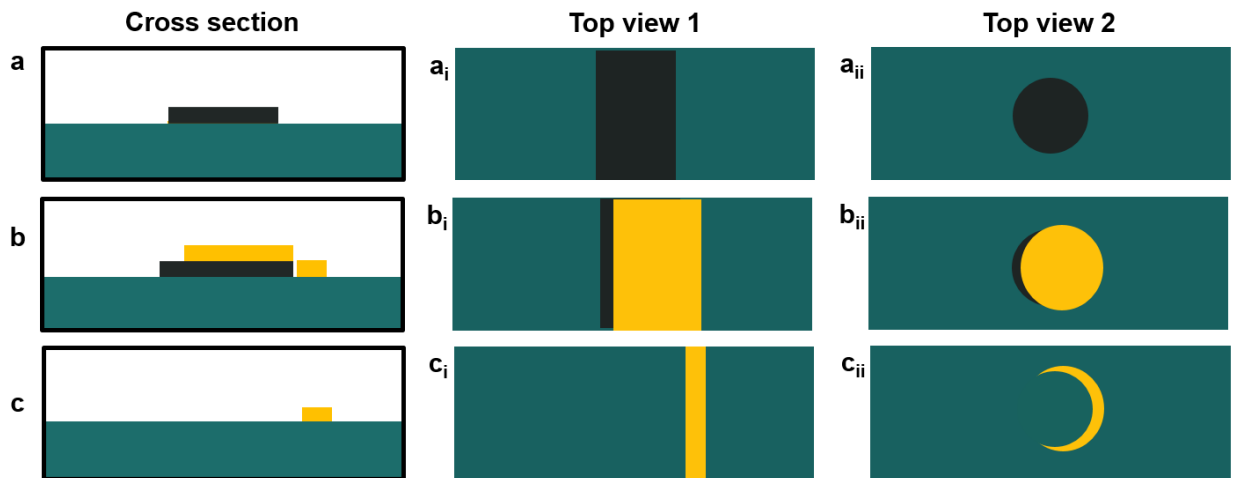 Cross section
Top view 1
Top view 2
a
ai
aii
b
bi
bii
c
ci
cii